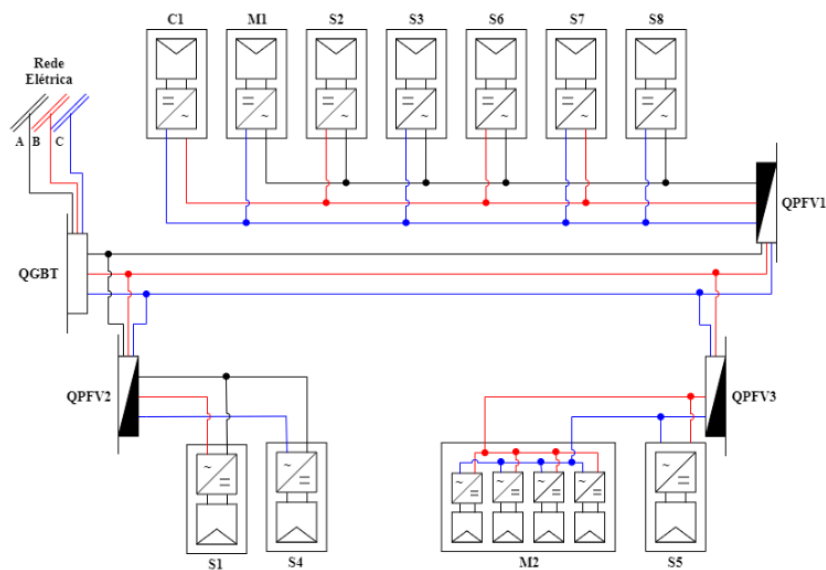 C1 M1 S2 S3 S6 S7 S8
Rede
Elétrica
A B C
QPFV1
QGBT
QPFV2
QPFV3
S1 S4 M2 S5